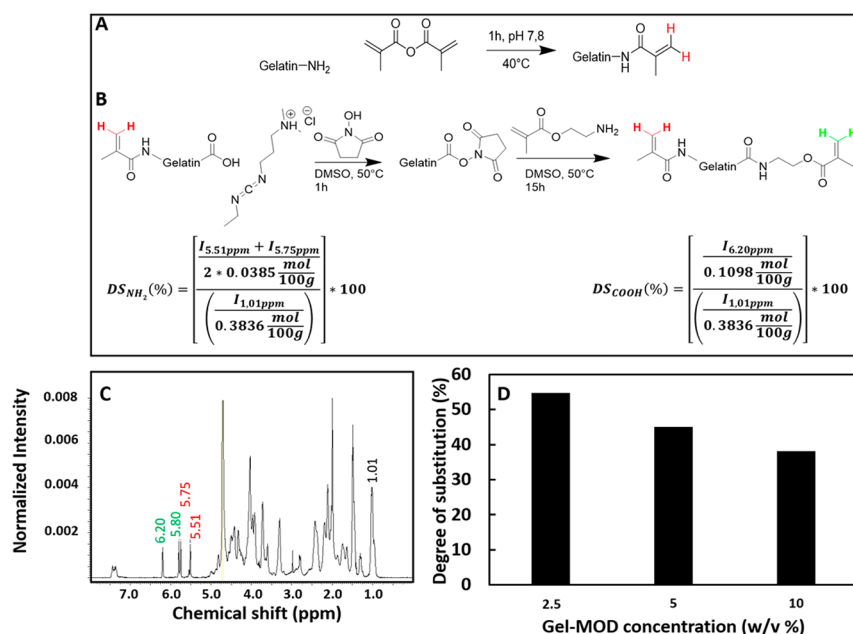 A
Gelatin—NH2
O O
O
1h, pH 7,8
40°C
Gelatin
N
H
O
H
H
B
H H
H
N
O
Gelatin
O
OH
NH
⊕
⊖
Cl
N=C=N
OH
N
O O
DMSO, 50°C
1h
Gelatin
O
O
N
O
O
O
O
NH2
DMSO, 50°C
15h
H H
H
N
O
Gelatin
O
H
N
O
O
H H
DS_NH2(%) = [((I_5.51ppm + I_5.75ppm) / (2 * 0.0385 mol/100g)) / (I_1,01ppm / (0.3836 mol/100g))] * 100
DS_COOH(%) = [(I_6.20ppm / (0.1098 mol/100g)) / (I_1,01ppm / (0.3836 mol/100g))] * 100
C
Normalized Intensity
0.008
0.006
0.004
0.002
6.20
5.80
5.75
5.51
1.01
7.0 6.0 5.0 4.0 3.0 2.0 1.0
Chemical shift (ppm)
D
Degree of substitution (%)
60
50
40
30
20
10
0
2.5 5 10
Gel-MOD concentration (w/v %)